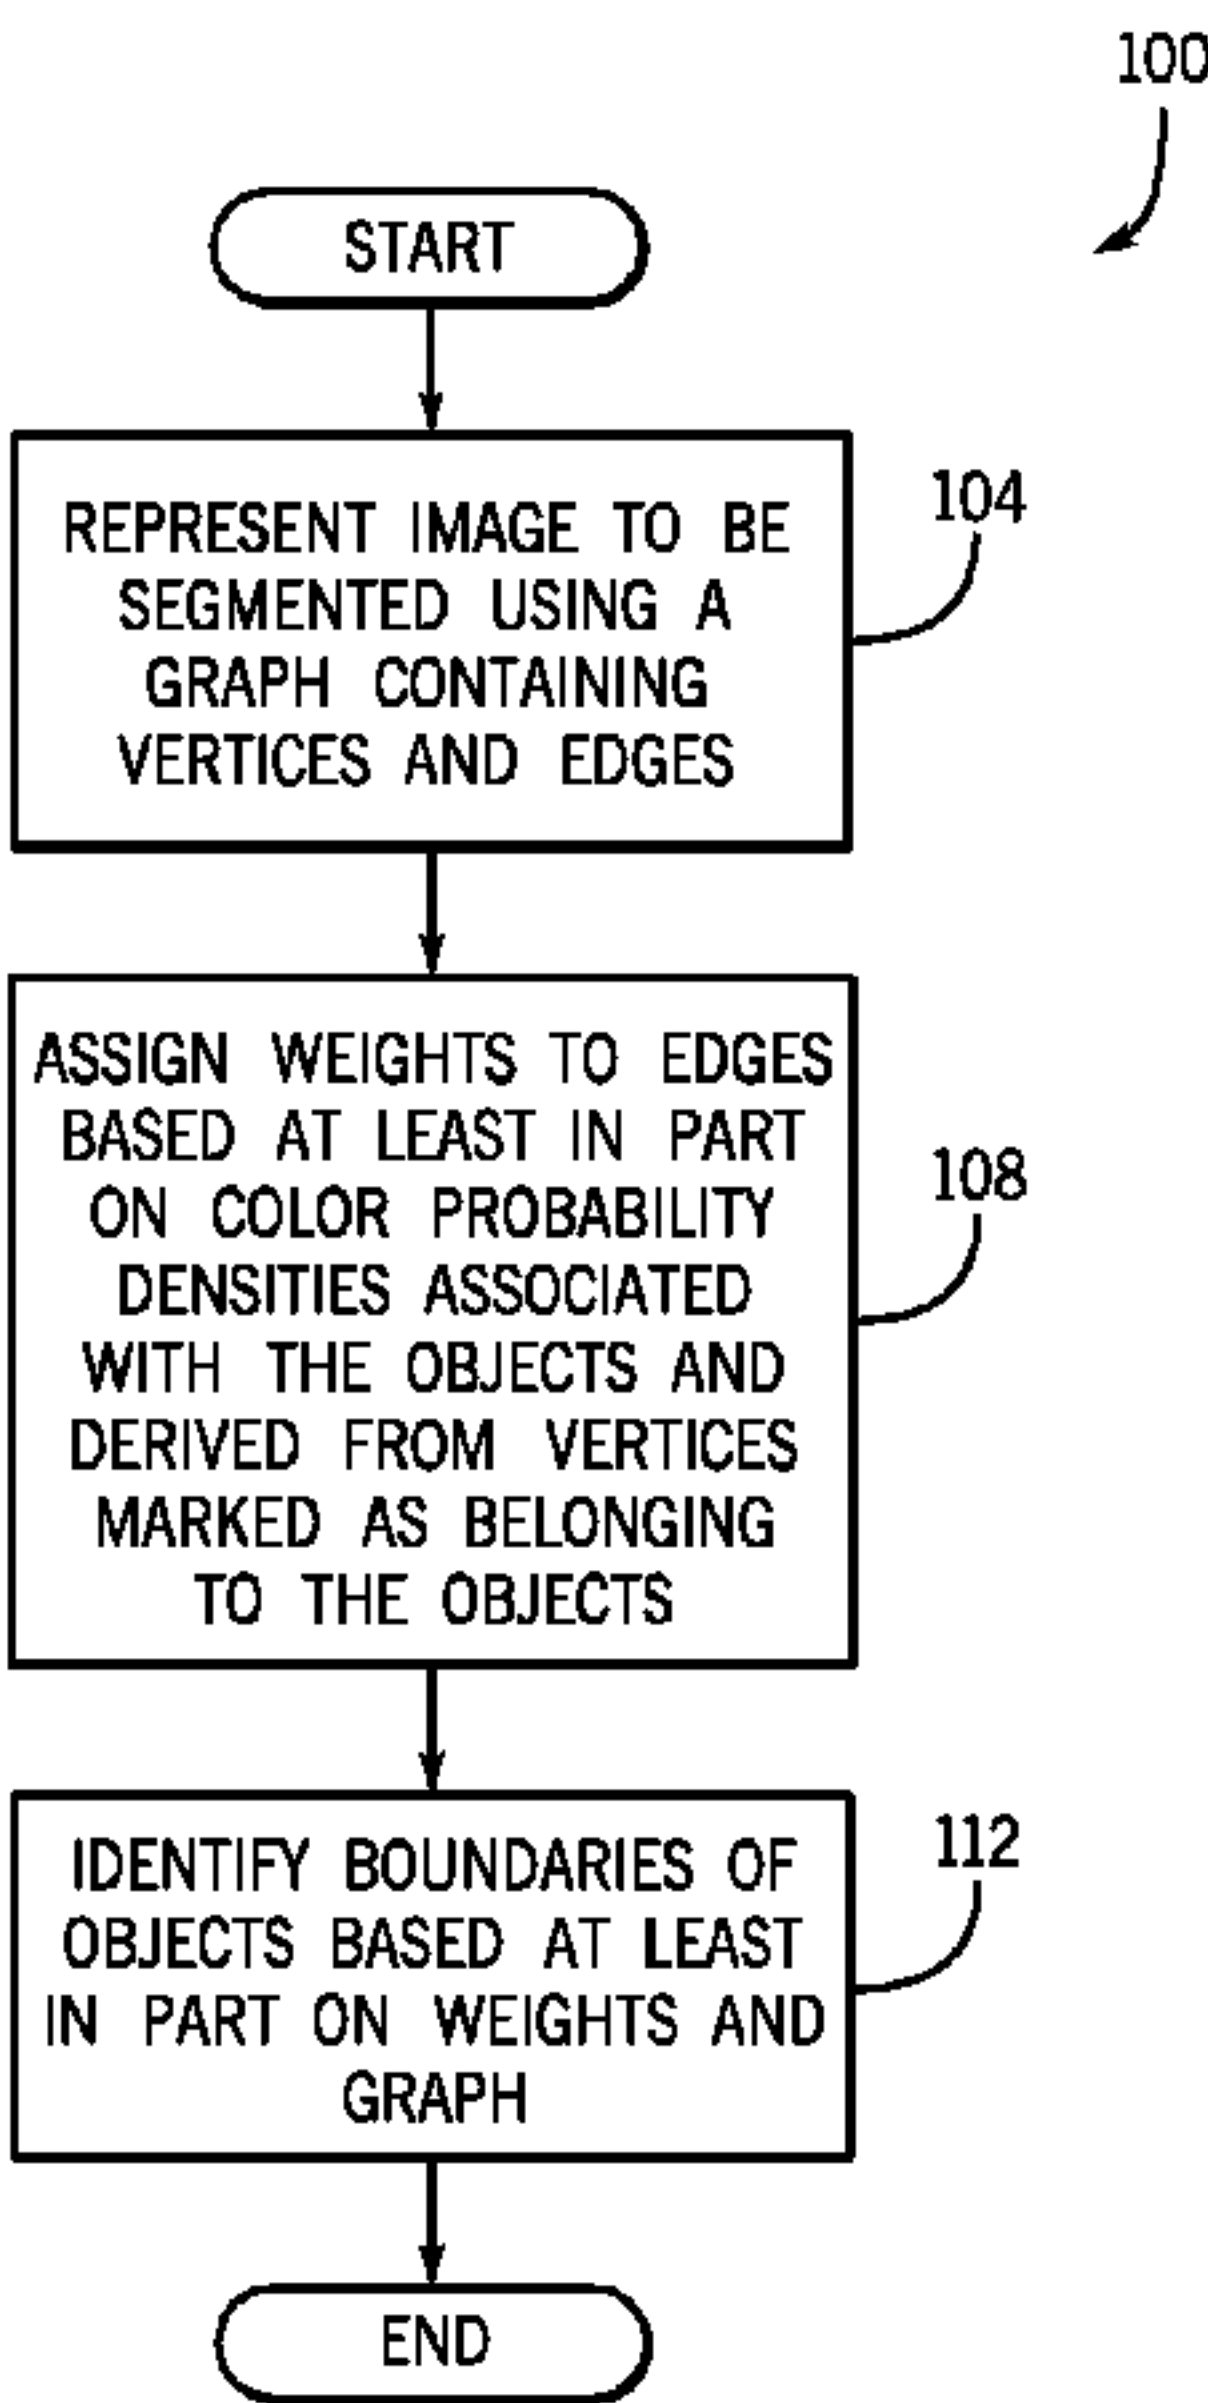 100
START
REPRESENT IMAGE TO BE
SEGMENTED USING A
GRAPH CONTAINING
VERTICES AND EDGES
104
ASSIGN WEIGHTS TO EDGES
BASED AT LEAST IN PART
ON COLOR PROBABILITY
DENSITIES ASSOCIATED
WITH THE OBJECTS AND
DERIVED FROM VERTICES
MARKED AS BELONGING
TO THE OBJECTS
108
IDENTIFY BOUNDARIES OF
OBJECTS BASED AT LEAST
IN PART ON WEIGHTS AND
GRAPH
112
END